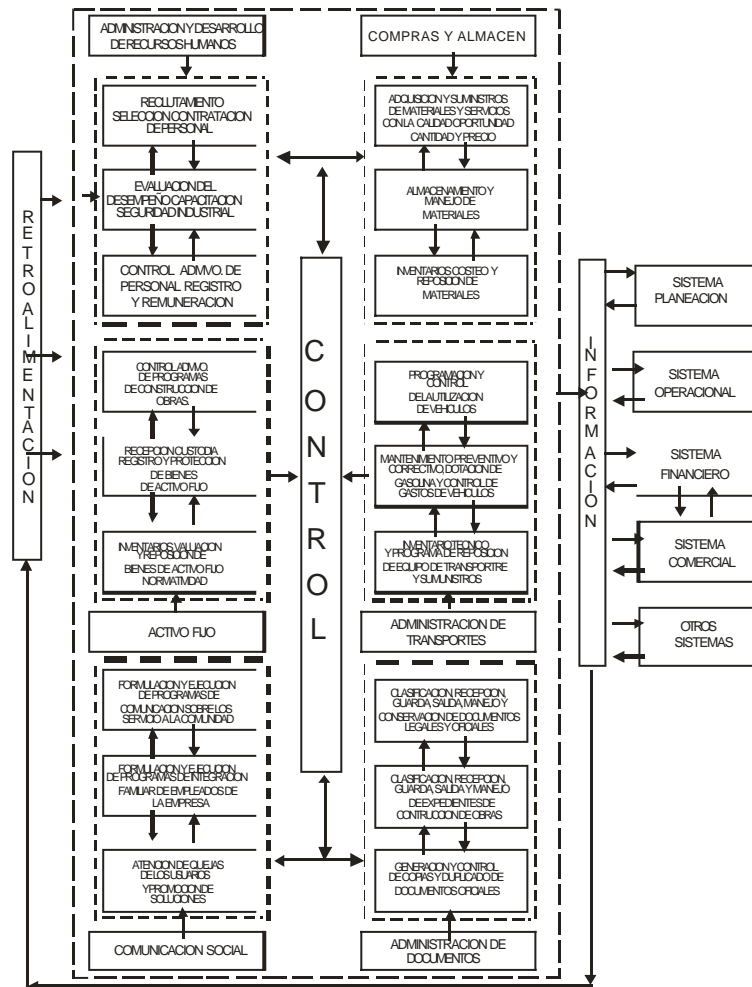 ADMINISTRACION Y DESARROLLO
DE RECURSOS HUMANOS
RECLUTAMIENTO
SELECCION CONTRATACION
DE PERSONAL
EVALUACION DEL
DESEMPEÑO CAPACITACION
SEGURIDAD INDUSTRIAL
CONTROL ADMVO. DE
PERSONAL REGISTRO
Y REMUNERACION
COMPRAS Y ALMACEN
ADQUISICION Y SUMINISTROS
DE MATERIALES Y SERVICIOS
CON LA CALIDAD OPORTUNIDAD
CANTIDAD Y PRECIO
ALMACENAMIENTO Y
MANEJO DE
MATERIALES
INVENTARIOS COSTEO Y
REPOSICION DE
MATERIALES
RETROALIMENTACIÓN
CONTROL ADMVO.
DE PROGRAMAS
DE CONSTRUCCION DE
OBRAS.
RECEPCION CUSTODIA
REGISTRO Y PROTECCION
DE BIENES
DE ACTIVO FIJO
INVENTARIOS, VALUACION
Y REPOSICION DE
BIENES DE ACTIVO FIJO
NORMATIVIDAD
ACTIVO FIJO
CONTROL
PROGRAMACION Y
CONTROL
DE LA UTILIZACION
DE VEHICULOS
MANTENIMIENTO PREVENTIVO Y
CORRECTIVO, DOTACION DE
GASOLINA Y CONTROL DE
GASTOS DE VEHICULOS
INVENTARIO TECNICO
Y PROGRAMA DE REPOSICION
DE EQUIPO DE TRANSPORTRE
Y SUMUNISTROS
ADMINISTRACION DE
TRANSPORTES
INFORMACIÓN
SISTEMA
PLANEACION
SISTEMA
OPERACIONAL
SISTEMA
FINANCIERO
SISTEMA
COMERCIAL
OTROS
SISTEMAS
FORMULACION Y EJECUCION
DE PROGRAMAS DE
COMUNICACION SOBRE LOS
SERVICIO A LA COMUNIDAD
FORMULACION Y EJECUCION
DE PROGRAMAS DE INTEGRACION
FAMILIAR DE EMPLEADOS DE
LA EMPRESA
ATENCION DE QUEJAS
DE LOS USUARIOS
Y PROMOCION DE
SOLUCIONES
COMUNICACION SOCIAL
CLASIFICACION, RECEPCION,
GUARDA, SALIDA, MANEJO Y
CONSERVACION DE DOCUMENTOS
LEGALES Y OFICIALES
CLASIFICACION, RECEPCION,
GUARDA, SALIDA Y MANEJO
DE EXPEDIENTES DE
CONTRUCCION DE OBRAS
GENERACION Y CONTROL
DE COPIAS Y DUPLICADO DE
DOCUMENTOS OFICIALES
ADMINISTRACION DE
DOCUMENTOS